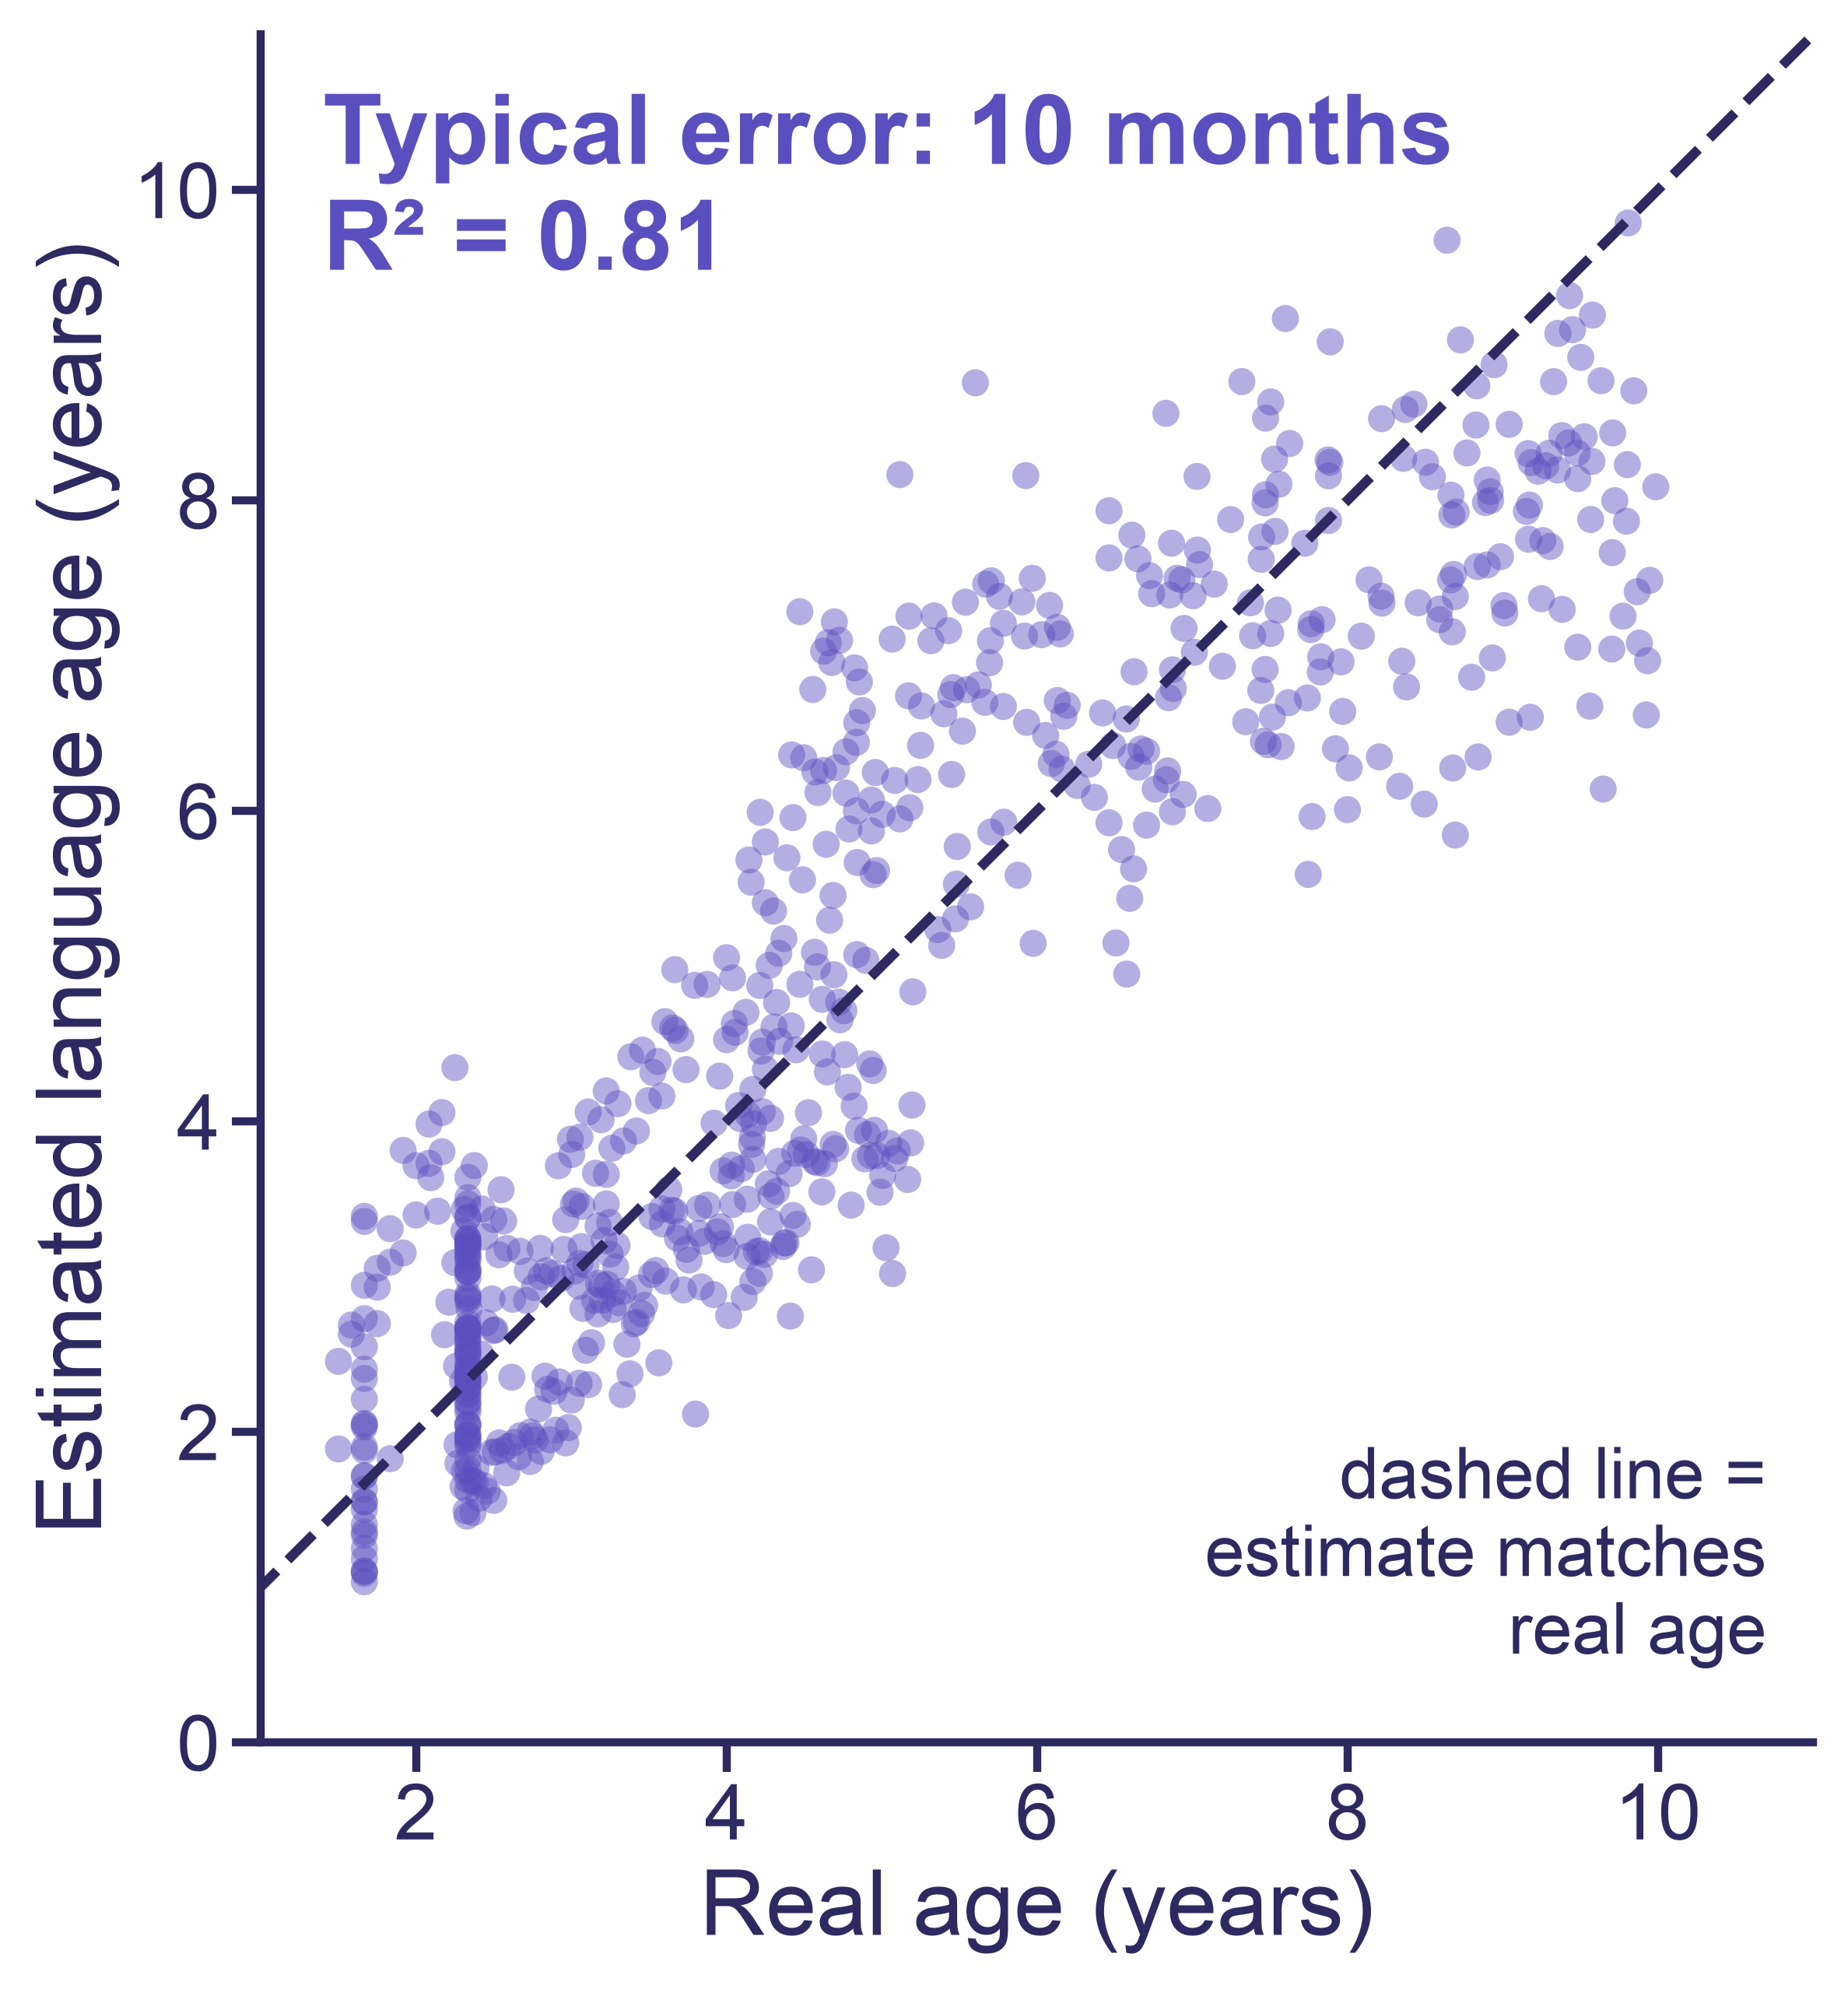 Typical error: 10 months
R² = 0.81
Estimated language age (years)
10
8
6
4
2
0
dashed line =
estimate matches
real age
2
4
6
8
10
Real age (years)